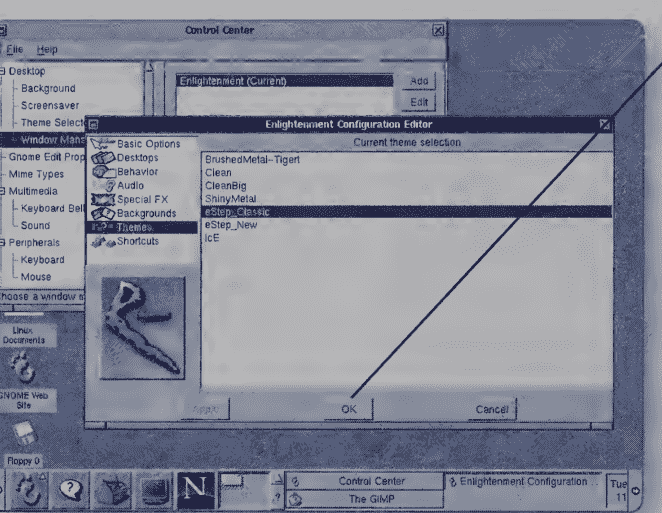 Control Center
File Help
Desktop
Background
Screensaver
Theme Select
Window Mana
Gnome Edit Prop
Mime Types
Multimedia
Keyboard Bell
Sound
Peripherals
Keyboard
Mouse
hoose a window m
Enlightenment (Current)
Add
Edit
Enlightenment Configuration Editor
Basic Options
Desktops
Behavior
Audio
Special FX
Backgrounds
Themes
Shortcuts
Current theme selection
BrushedMetal-Tigert
Clean
CleanBig
ShinyMetal
eStep_Classic
eStep_New
IcE
Apply
OK
Cancel
Linux
Documents
GNOME Web
Site
Floppy 0
N
Control Center
The GIMP
Enlightenment Configuration ...
Tue
11